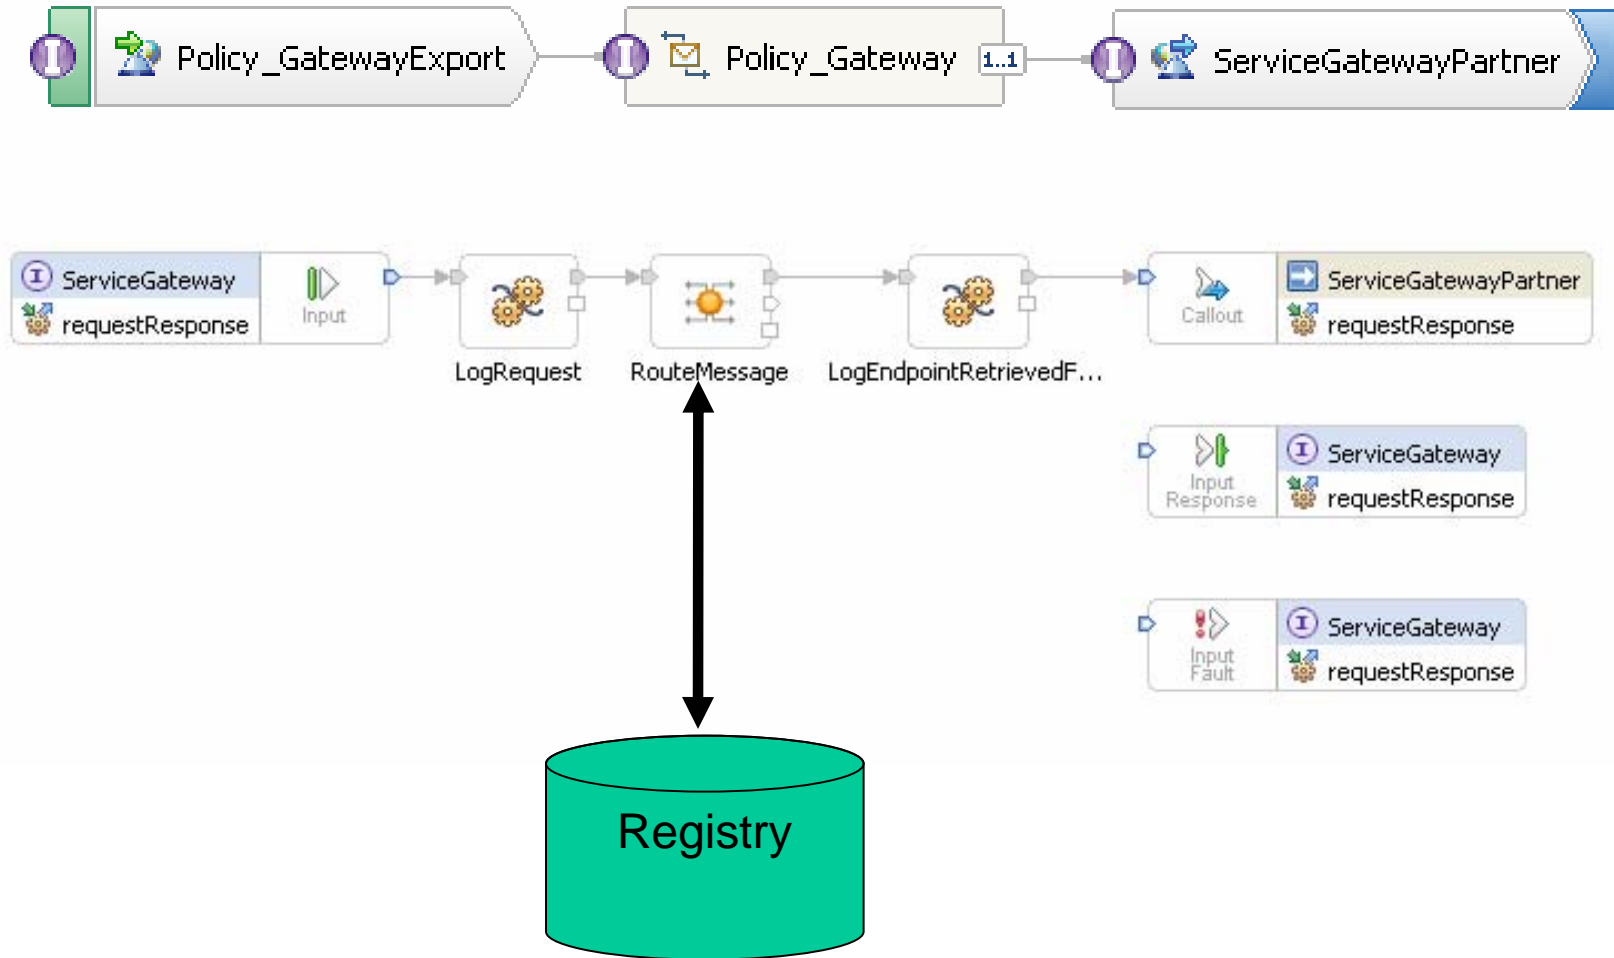 Policy_GatewayExport
Policy_Gateway
1..1
ServiceGatewayPartner
ServiceGateway
requestResponse
Input
LogRequest
RouteMessage
LogEndpointRetrievedF...
Callout
ServiceGatewayPartner
requestResponse
Input
Response
ServiceGateway
requestResponse
Input
Fault
ServiceGateway
requestResponse
Registry